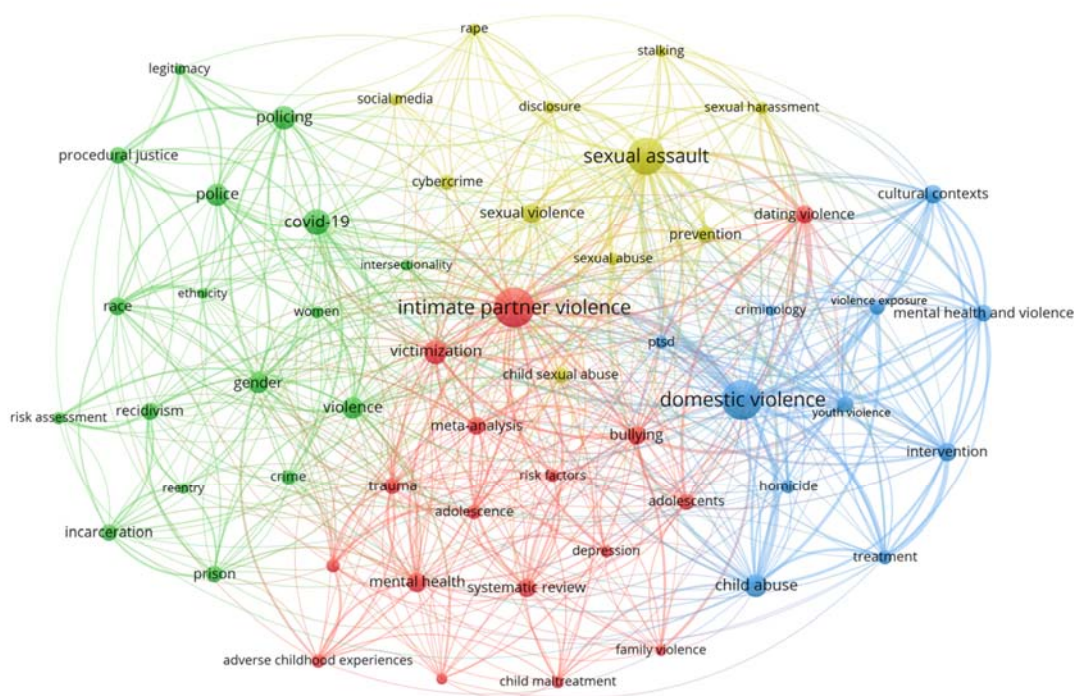 rape
stalking
legitimacy
social media
disclosure
sexual harassment
policing
procedural justice
sexual assault
cybercrime
police
cultural contexts
sexual violence
dating violence
covid-19
prevention
sexual abuse
intersectionality
ethnicity
violence exposure
race
women
intimate partner violence
criminology
mental health and violence
ptsd
victimization
child sexual abuse
gender
domestic violence
violence
youth violence
risk assessment
recidivism
meta-analysis
bullying
intervention
crime
risk factors
reentry
trauma
homicide
adolescents
adolescence
incarceration
depression
treatment
prison
mental health
systematic review
child abuse
family violence
adverse childhood experiences
child maltreatment